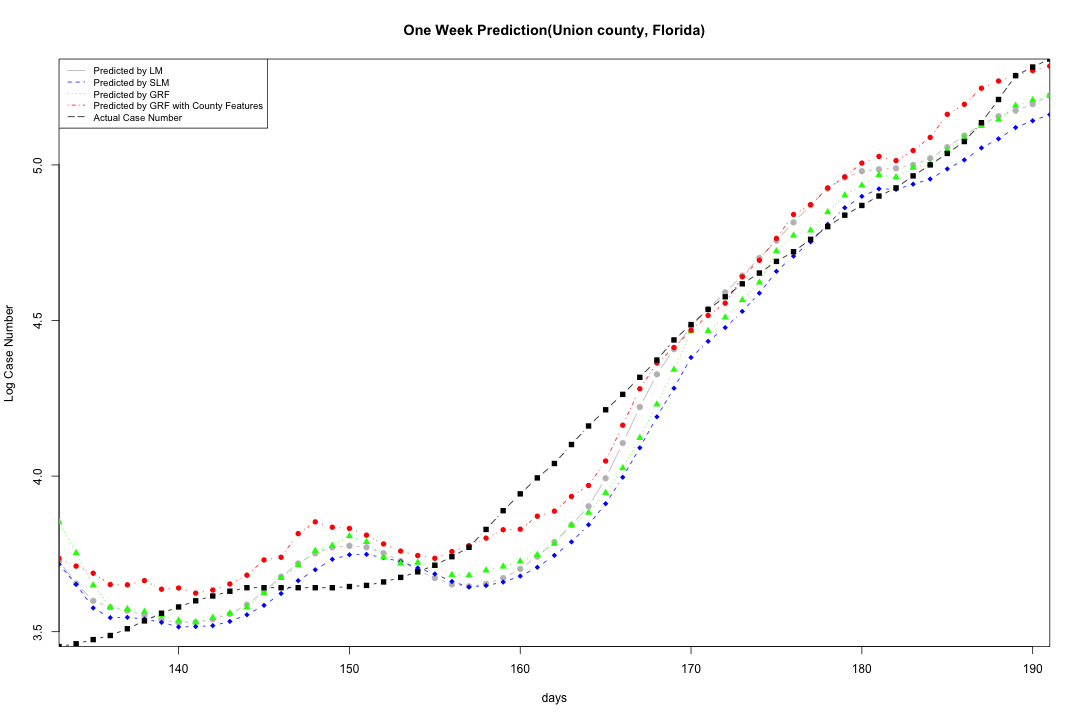 One Week Prediction(Union county, Florida)
Predicted by LM
Predicted by SLM
Predicted by GRF
Predicted by GRF with County Features
Actual Case Number
Log Case Number
5.0
4.5
4.0
3.5
140 150 160 170 180 190
days